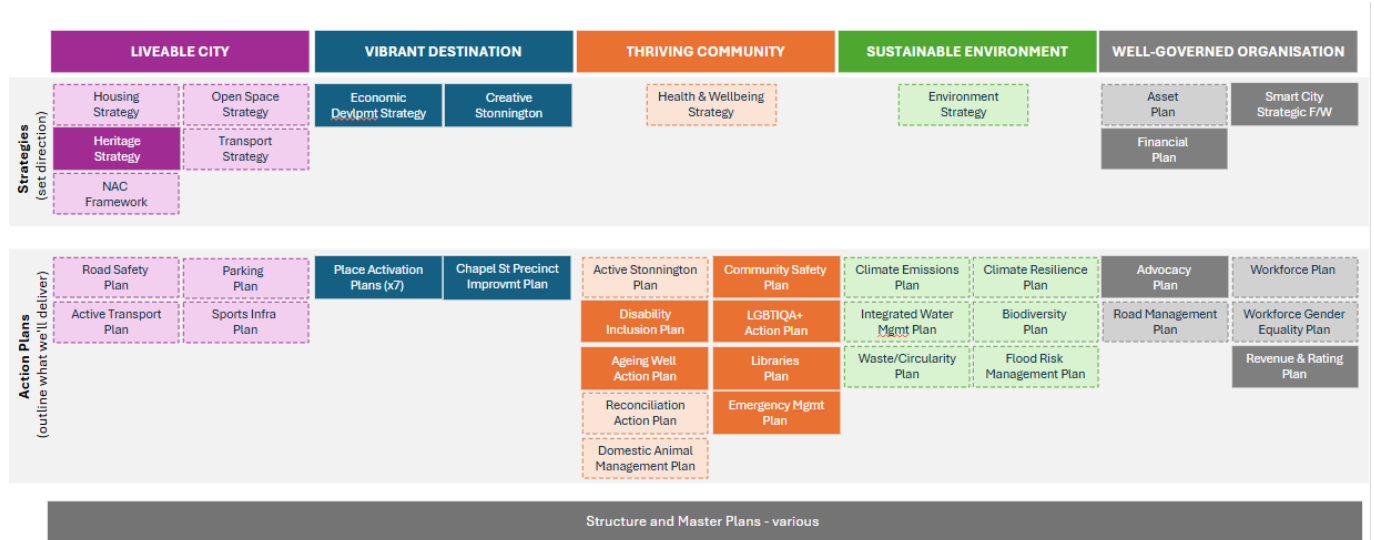 LIVEABLE CITY
VIBRANT DESTINATION
THRIVING COMMUNITY
SUSTAINABLE ENVIRONMENT
WELL-GOVERNED ORGANISATION
Strategies
(set direction)
Housing
Strategy
Open Space
Strategy
Heritage
Strategy
Transport
Strategy
NAC
Framework
Economic
Devlpmt Strategy
Creative
Stonnington
Health & Wellbeing
Strategy
Environment
Strategy
Asset
Plan
Smart City
Strategic F/W
Financial
Plan
Action Plans
(outline what we'll deliver)
Road Safety
Plan
Parking
Plan
Active Transport
Plan
Sports Infra
Plan
Place Activation
Plans (x7)
Chapel St Precinct
Improvmt Plan
Active Stonnington
Plan
Community Safety
Plan
Disability
Inclusion Plan
LGBTIQA+
Action Plan
Ageing Well
Action Plan
Libraries
Plan
Reconciliation
Action Plan
Emergency Mgmt
Plan
Domestic Animal
Management Plan
Climate Emissions
Plan
Climate Resilience
Plan
Integrated Water
Mgmt Plan
Biodiversity
Plan
Waste/Circularity
Plan
Flood Risk
Management Plan
Advocacy
Plan
Workforce Plan
Road Management
Plan
Workforce Gender
Equality Plan
Revenue & Rating
Plan
Structure and Master Plans - various